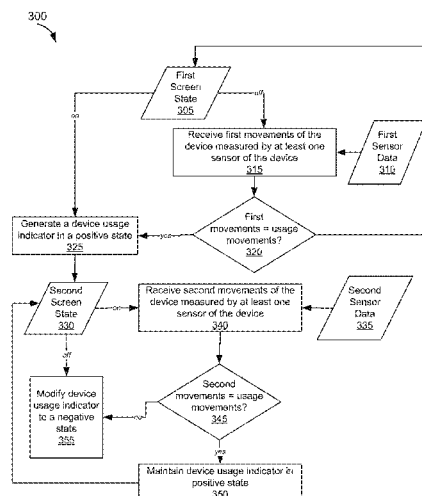 300
First
Screen
State
305
on
off
Receive first movements of the
device measured by at least one
sensor of the device
315
First
Sensor
Data
310
First
movements = usage
movements?
320
yes
Generate a device usage
indicator in a positive state
325
Second
Screen
State
330
on
off
Receive second movements of the
device measured by at least one
sensor of the device
340
Second
Sensor
Data
335
Second
movements = usage
movements?
345
no
yes
Modify device
usage indicator
to a negative
state
355
Maintain device usage indicator in
positive state
350